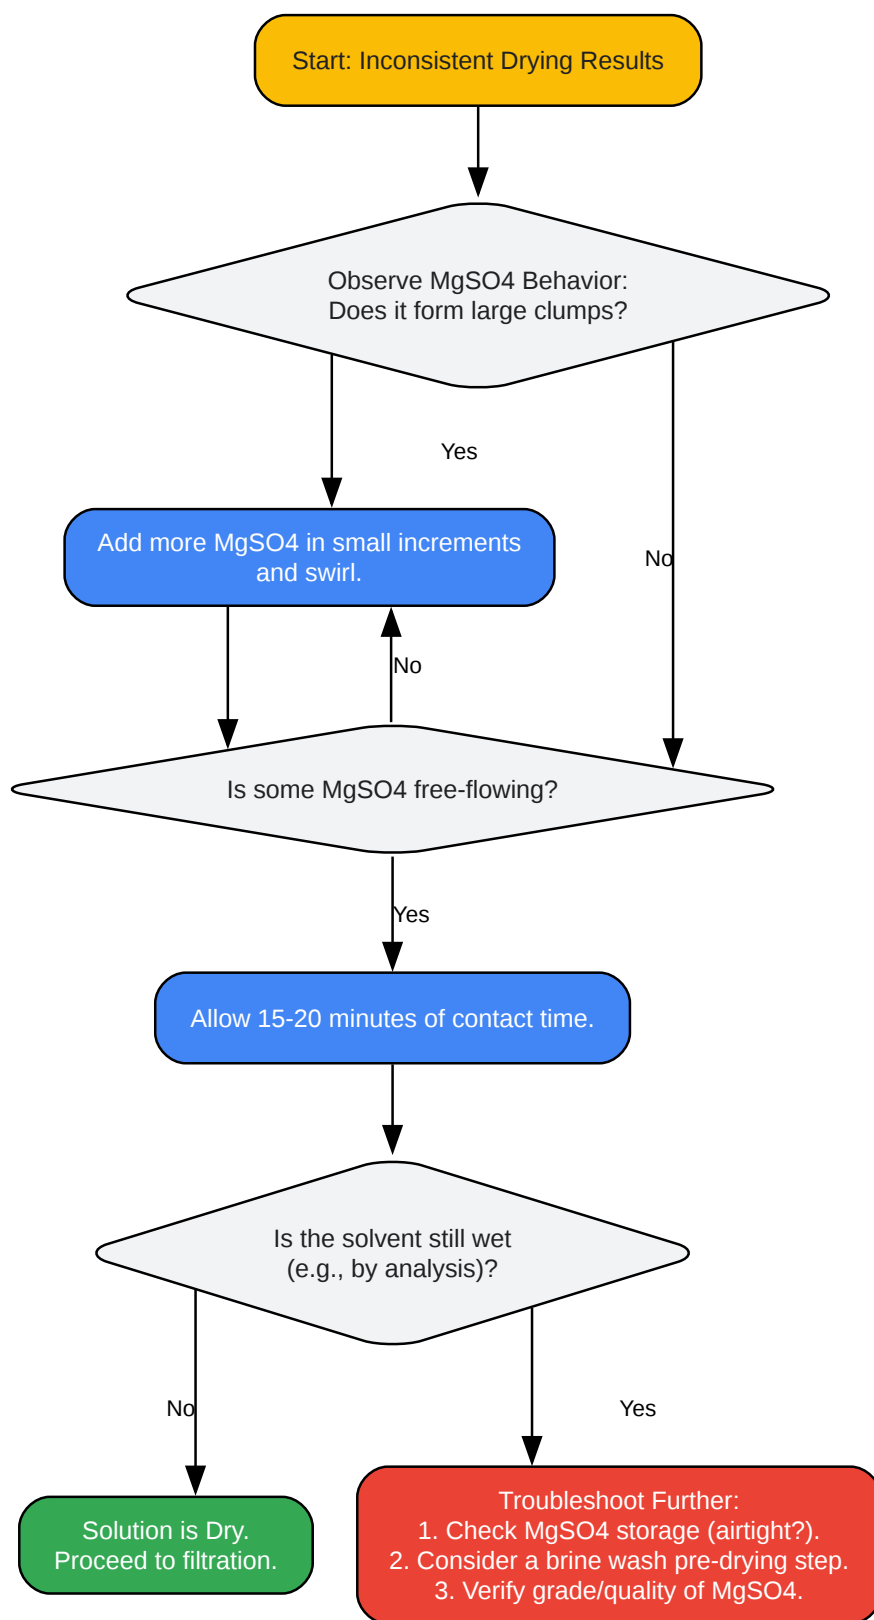 Start: Inconsistent Drying Results
Observe MgSO4 Behavior:
Does it form large clumps?
Yes
Add more MgSO4 in small increments
and swirl.
No
No
Is some MgSO4 free-flowing?
Yes
Allow 15-20 minutes of contact time.
Is the solvent still wet
(e.g., by analysis)?
No
Yes
Solution is Dry.
Proceed to filtration.
Troubleshoot Further:
1. Check MgSO4 storage (airtight?).
2. Consider a brine wash pre-drying step.
3. Verify grade/quality of MgSO4.